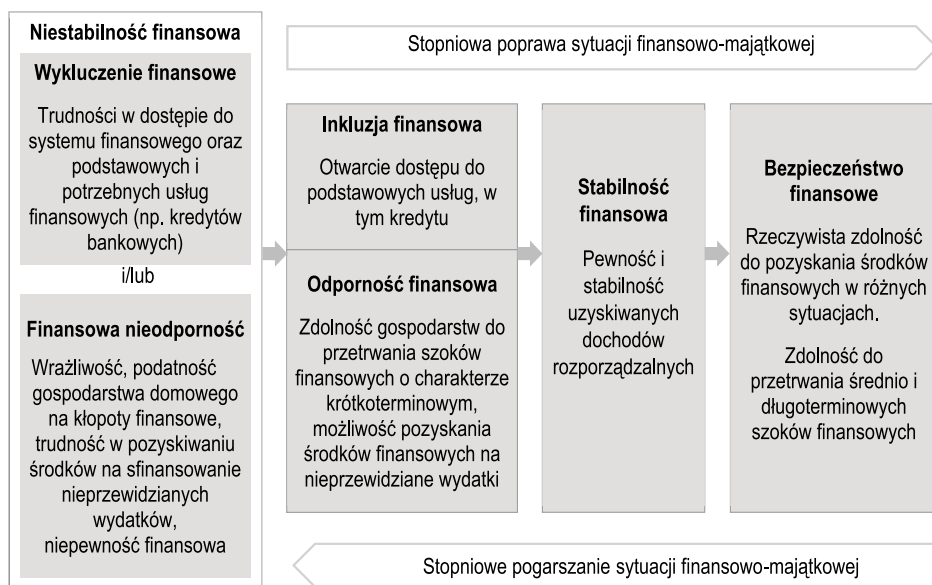 Niestabilność finansowa
Wykluczenie finansowe
Trudności w dostępie do
systemu finansowego oraz
podstawowych i
potrzebnych usług
finansowych (np. kredytów
bankowych)
i/lub
Finansowa nieodporność
Wrażliwość, podatność
gospodarstwa domowego
na kłopoty finansowe,
trudność w pozyskiwaniu
środków na sfinansowanie
nieprzewidzianych
wydatków,
niepewność finansowa
Stopniowa poprawa sytuacji finansowo-majątkowej
Inkluzja finansowa
Otwarcie dostępu do
podstawowych usług, w
tym kredytu
Odporność finansowa
Zdolność gospodarstw do
przetrwania szoków
finansowych o charakterze
krótkoterminowym,
możliwość pozyskania
środków finansowych na
nieprzewidziane wydatki
Stabilność
finansowa
Pewność i
stabilność
uzyskiwanych
dochodów
rozporządzalnych
Bezpieczeństwo
finansowe
Rzeczywista zdolność
do pozyskania środków
finansowych w różnych
sytuacjach.
Zdolność do
przetrwania średnio i
długoterminowych
szoków finansowych
Stopniowe pogarszanie sytuacji finansowo-majątkowej